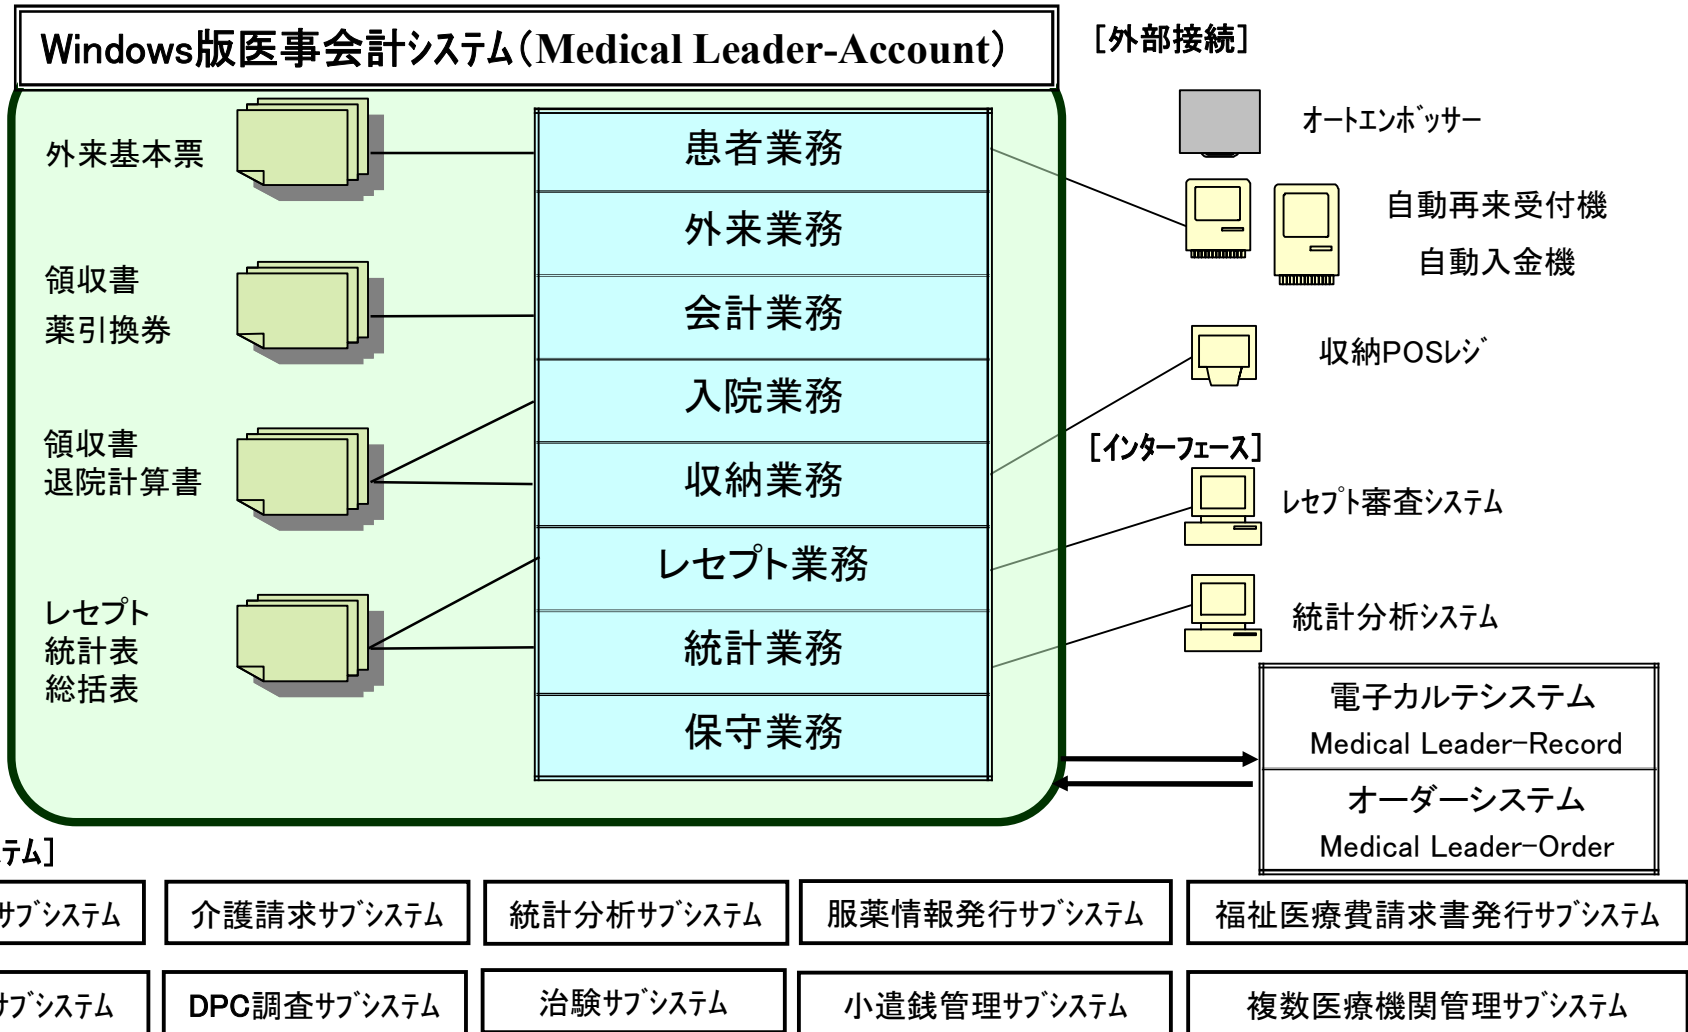 Windows版医事会計システム(Medical Leader-Account)
[外部接続]
外来基本票
領収書
薬引換券
領収書
退院計算書
レセプト
統計表
総括表
患者業務
外来業務
会計業務
入院業務
収納業務
レセプト業務
統計業務
保守業務
オートエンボッサー
自動再来受付機
自動入金機
収納POSレジ
[インターフェース]
レセプト審査システム
統計分析システム
電子カルテシステム
Medical Leader-Record
オーダーシステム
Medical Leader-Order
テム]
サブシステム
介護請求サブシステム
統計分析サブシステム
服薬情報発行サブシステム
福祉医療費請求書発行サブシステム
サブシステム
DPC調査サブシステム
治験サブシステム
小遣銭管理サブシステム
複数医療機関管理サブシステム